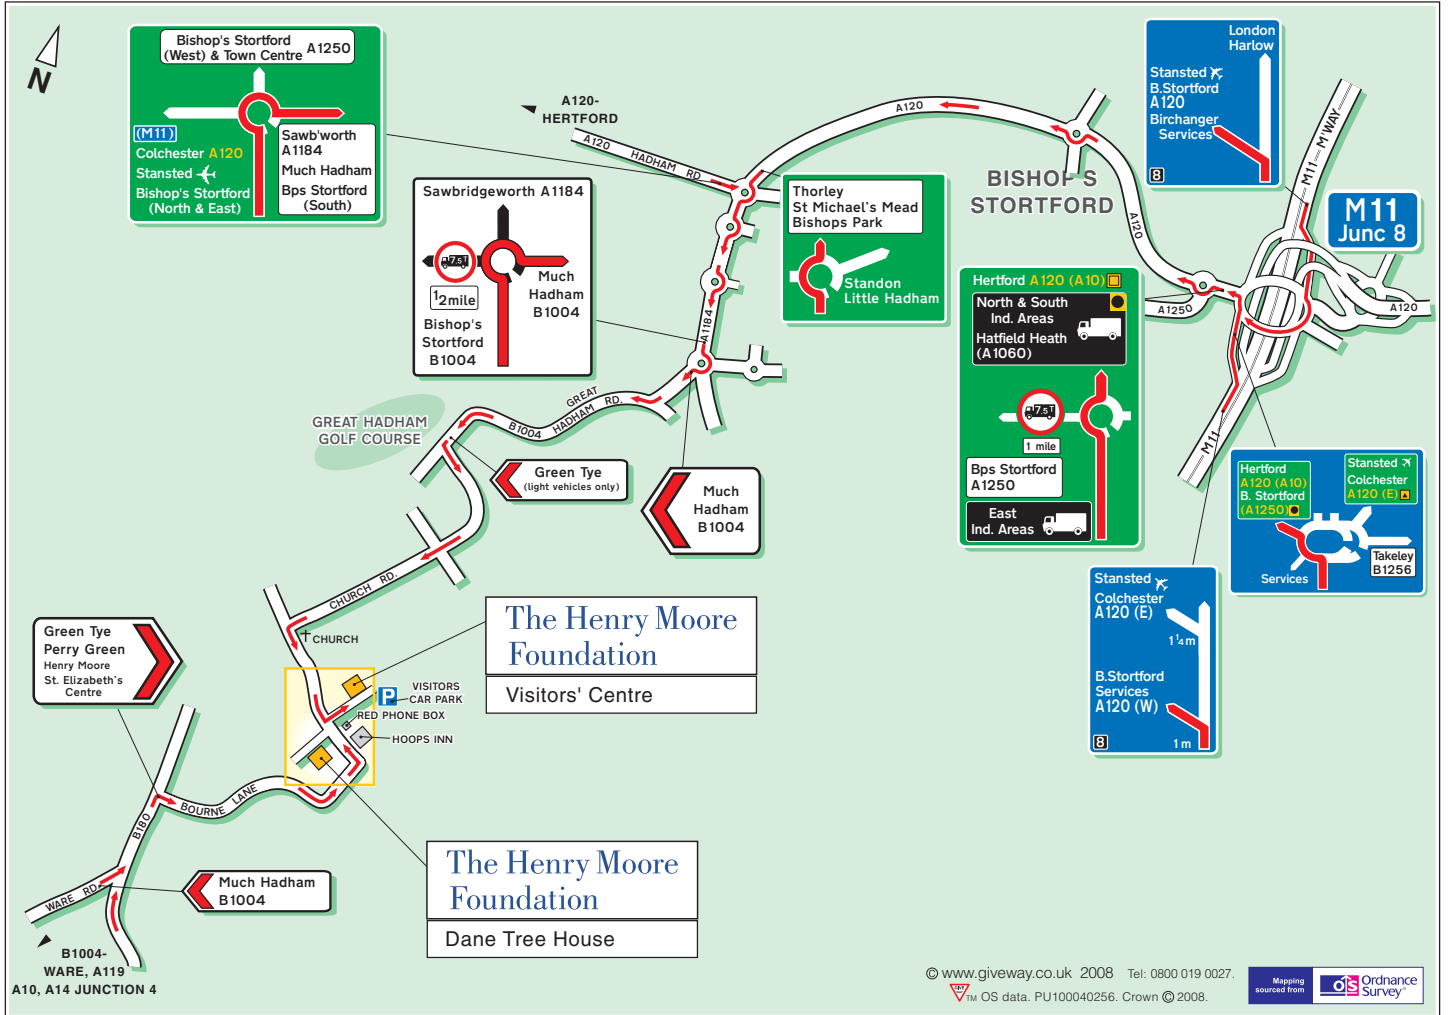 N
Bishop's Stortford
(West) & Town Centre A1250
(M11)
Colchester A120
Stansted
Bishop's Stortford
(North & East)
Sawb'worth
A1184
Much Hadham
Bps Stortford
(South)
A120-
HERTFORD
A120 HADHAM RD.
Sawbridgeworth A1184
7.5T
1/2mile
Bishop's
Stortford
B1004
Much
Hadham
B1004
Thorley
St Michael's Mead
Bishops Park
Standon
Little Hadham
A120
BISHOP'S
STORTFORD
A120
London
Harlow
Stansted
B.Stortford
A120
Birchanger
Services
8
M11 M'WAY
M11
Junc 8
A120
A1250
M11
Hertford A120 (A10)
North & South
Ind. Areas
Hatfield Heath
(A1060)
7.5T
1 mile
Bps Stortford
A1250
East
Ind. Areas
Hertford
A120 (A10)
B. Stortford
(A1250)
Stansted
Colchester
A120 (E)
Takeley
B1256
Services
Stansted
Colchester
A120 (E)
1 1/4 m
B.Stortford
Services
A120 (W)
8
1 m
A1184
GREAT HADHAM
GOLF COURSE
B1004
GREAT
HADHAM RD.
Green Tye
(light vehicles only)
Much
Hadham
B1004
CHURCH RD.
CHURCH
Green Tye
Perry Green
Henry Moore
St. Elizabeth's
Centre
The Henry Moore
Foundation
Visitors' Centre
P
VISITORS
CAR PARK
RED PHONE BOX
HOOPS INN
BOURNE LANE
B180
WARE RD.
Much Hadham
B1004
The Henry Moore
Foundation
Dane Tree House
B1004-
WARE, A119
A10, A14 JUNCTION 4
© www.giveway.co.uk 2008 Tel: 0800 019 0027.
TM OS data. PU100040256. Crown © 2008.
Mapping
sourced from
OS Ordnance
Survey®